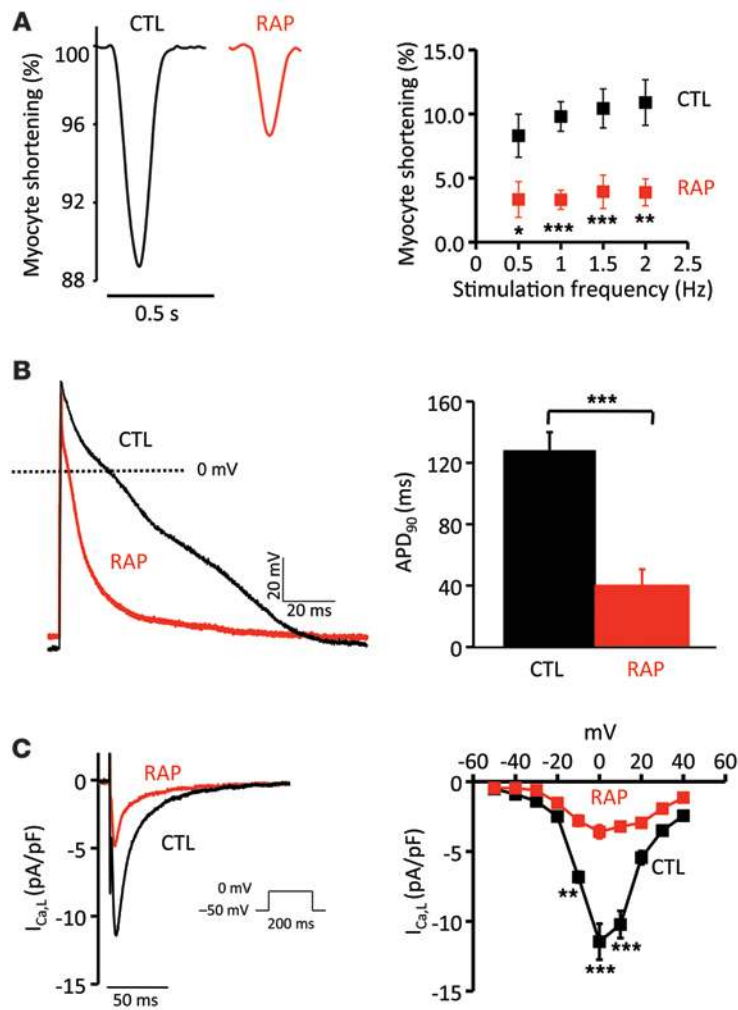 A
CTL
RAP
100
96
92
88
Myocyte shortening (%)
0.5 s
15.0
10.0
5.0
0.0
Myocyte shortening (%)
CTL
RAP
*
***
***
**
0
0.5
1
1.5
2
2.5
Stimulation frequency (Hz)
B
CTL
0 mV
RAP
20 mV
20 ms
160
120
80
40
0
APD90 (ms)
***
CTL
RAP
C
0
-5
-10
-15
ICa,L (pA/pF)
RAP
CTL
0 mV
−50 mV
200 ms
50 ms
mV
-60
-40
-20
0
20
40
60
0
-5
-10
-15
ICa,L (pA/pF)
RAP
CTL
**
***
***